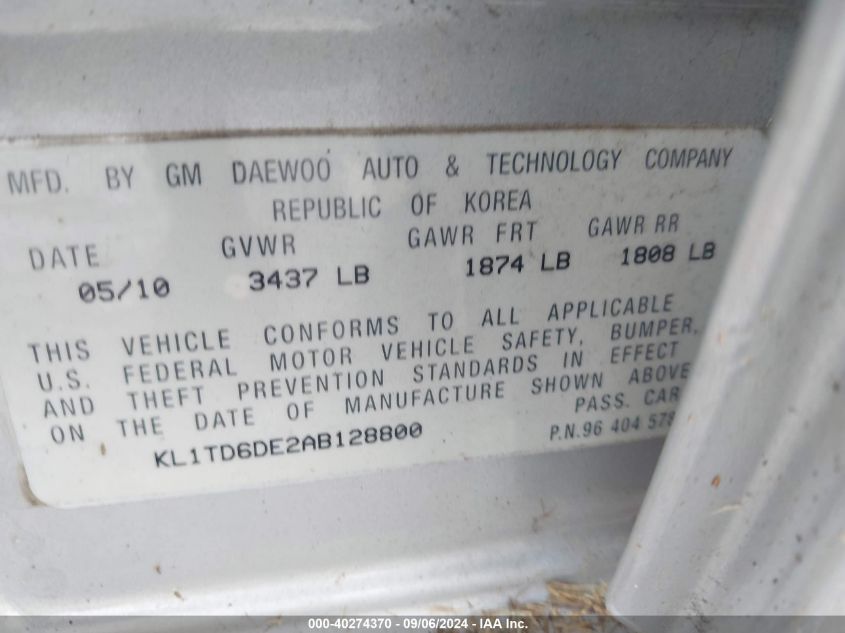 MFD. BY GM DAEWOO AUTO & TECHNOLOGY COMPANY
REPUBLIC OF KOREA
DATE GVWR GAWR FRT GAWR RR
05/10 3437 LB 1874 LB 1808 LB
THIS VEHICLE CONFORMS TO ALL APPLICABLE
U.S. FEDERAL MOTOR VEHICLE SAFETY, BUMPER,
AND THEFT PREVENTION STANDARDS IN EFFECT
ON THE DATE OF MANUFACTURE SHOWN ABOVE
PASS. CAR
KL1TD6DE2AB128800 P.N.96 404 578
000-40274370 - 09/06/2024 - IAA Inc.